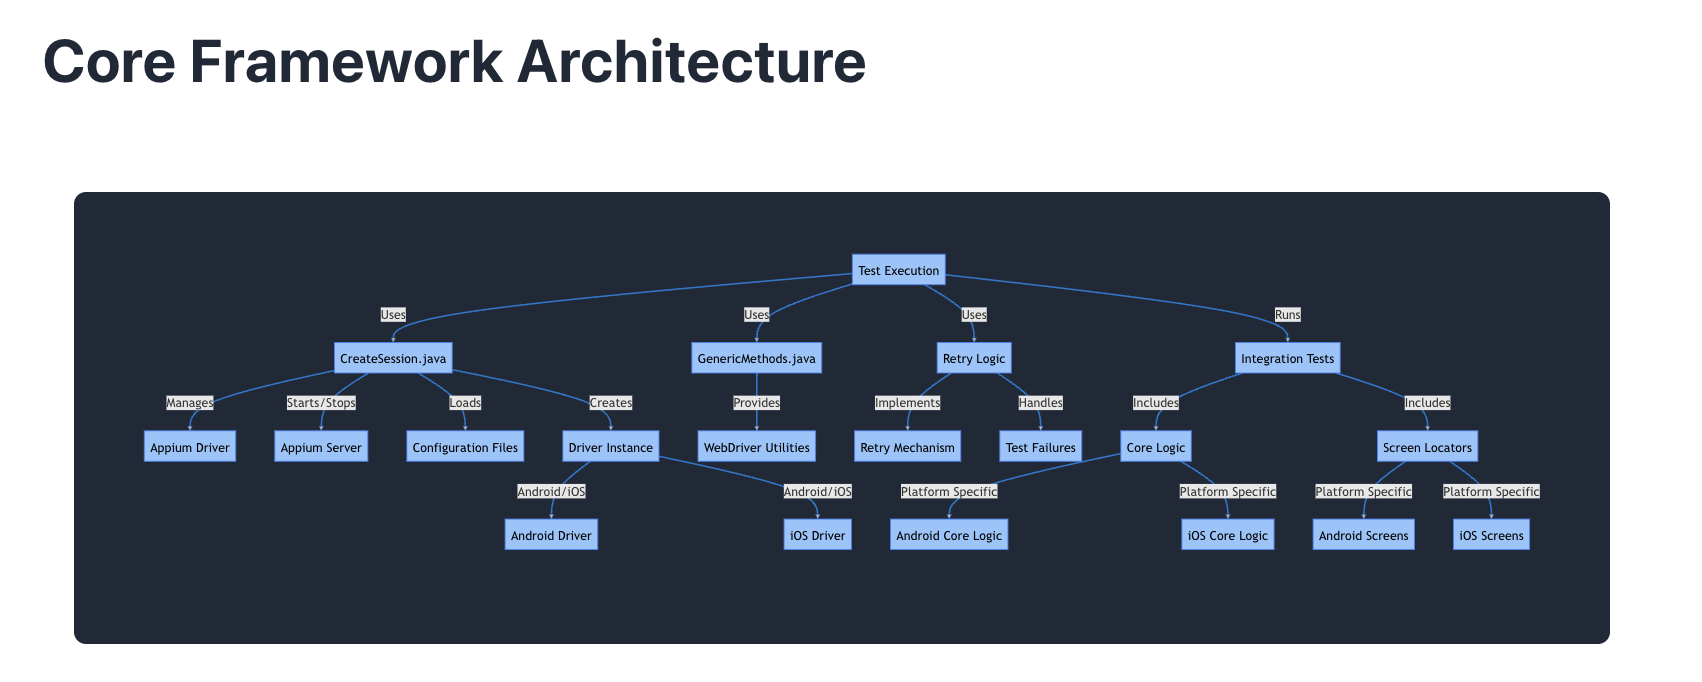 Core Framework Architecture
Test Execution
Uses
Uses
Uses
Runs
CreateSession.java
GenericMethods.java
Retry Logic
Integration Tests
Manages
Starts/Stops
Loads
Creates
Provides
Implements
Handles
Includes
Includes
Appium Driver
Appium Server
Configuration Files
Driver Instance
WebDriver Utilities
Retry Mechanism
Test Failures
Core Logic
Screen Locators
Android/iOS
Android/iOS
Platform Specific
Platform Specific
Platform Specific
Platform Specific
Android Driver
iOS Driver
Android Core Logic
iOS Core Logic
Android Screens
iOS Screens